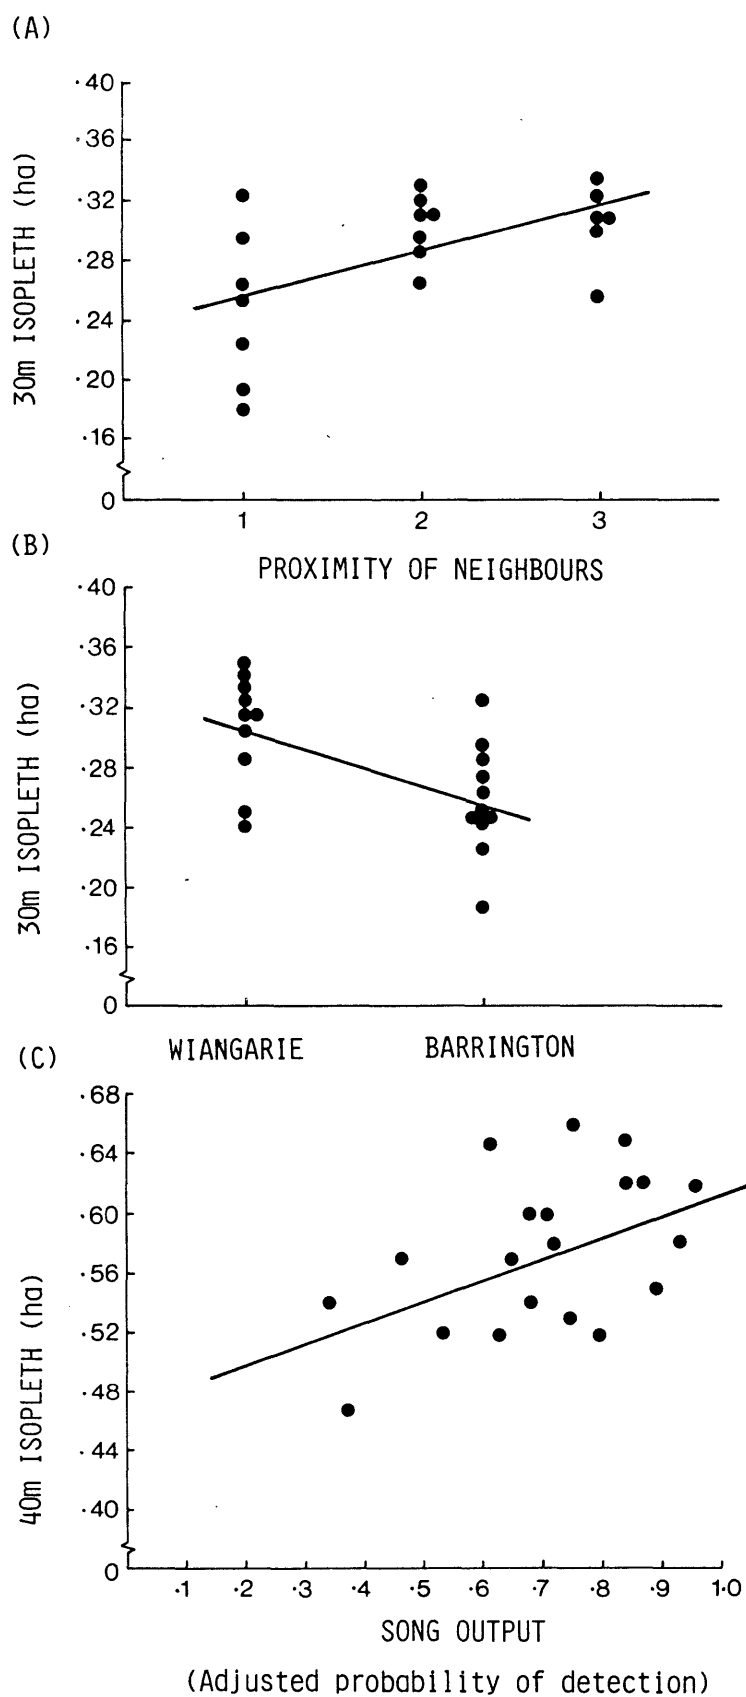 (A)
·40
·36
·32
·28
·24
·20
·16
0
30m ISOPLETH (ha)
1 2 3
PROXIMITY OF NEIGHBOURS
(B)
·40
·36
·32
·28
·24
·20
·16
0
30m ISOPLETH (ha)
WIANGARIE BARRINGTON
(C)
·68
·64
·60
·56
·52
·48
·44
·40
0
40m ISOPLETH (ha)
·1 ·2 ·3 ·4 ·5 ·6 ·7 ·8 ·9 1·0
SONG OUTPUT
(Adjusted probability of detection)